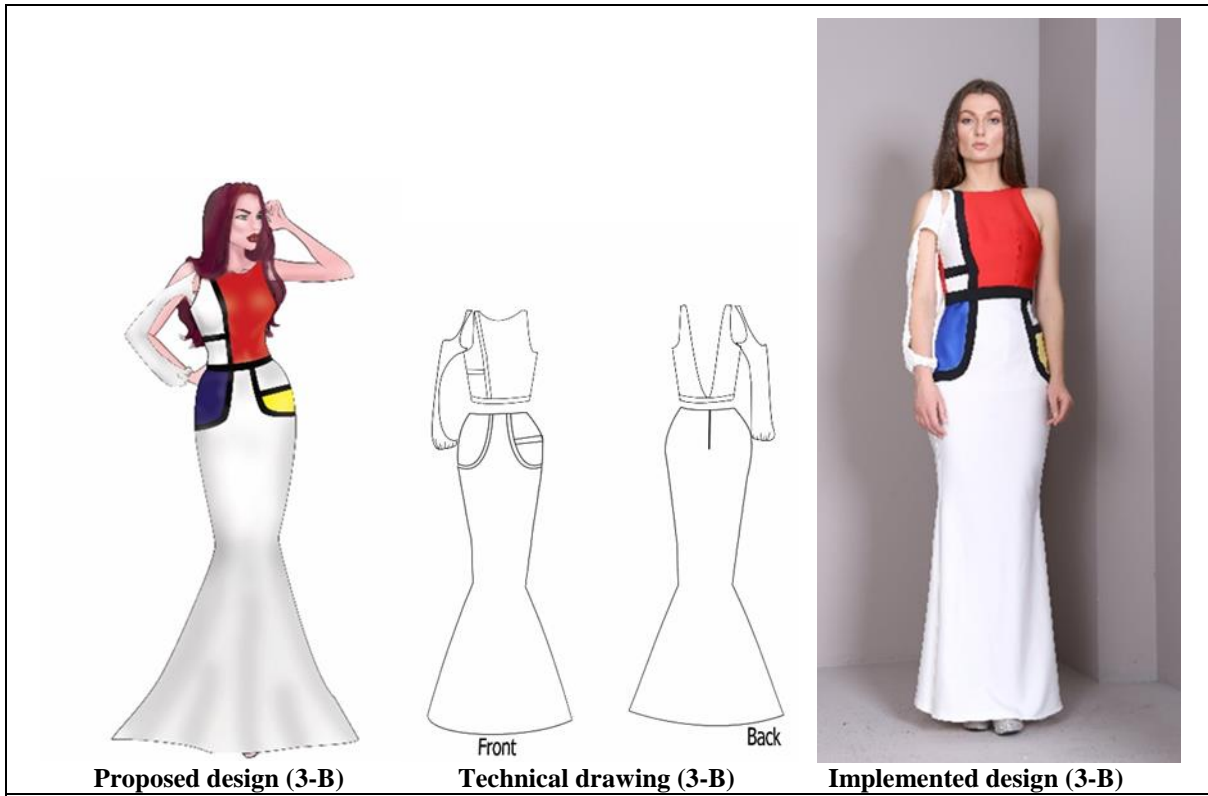 Front
Back
Proposed design (3-B) Technical drawing (3-B) Implemented design (3-B)